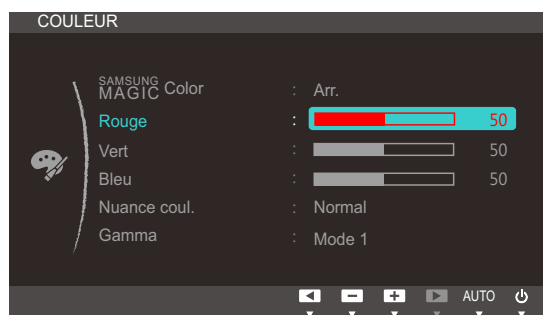 COULEUR
SAMSUNG MAGIC Color : Arr.
Rouge : 50
Vert : 50
Bleu : 50
Nuance coul. : Normal
Gamma : Mode 1
AUTO